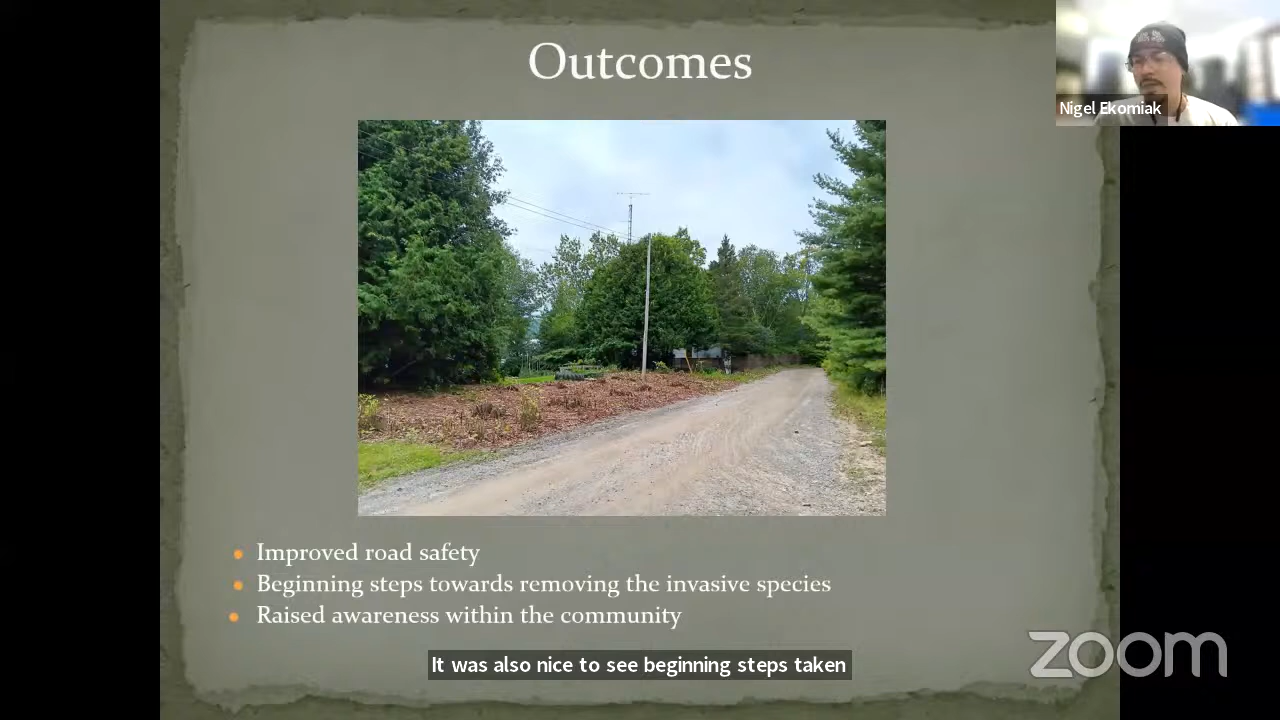 Outcomes
Nigel Ekomiak
Improved road safety
Beginning steps towards removing the invasive species
Raised awareness within the community
It was also nice to see beginning steps taken
zoom